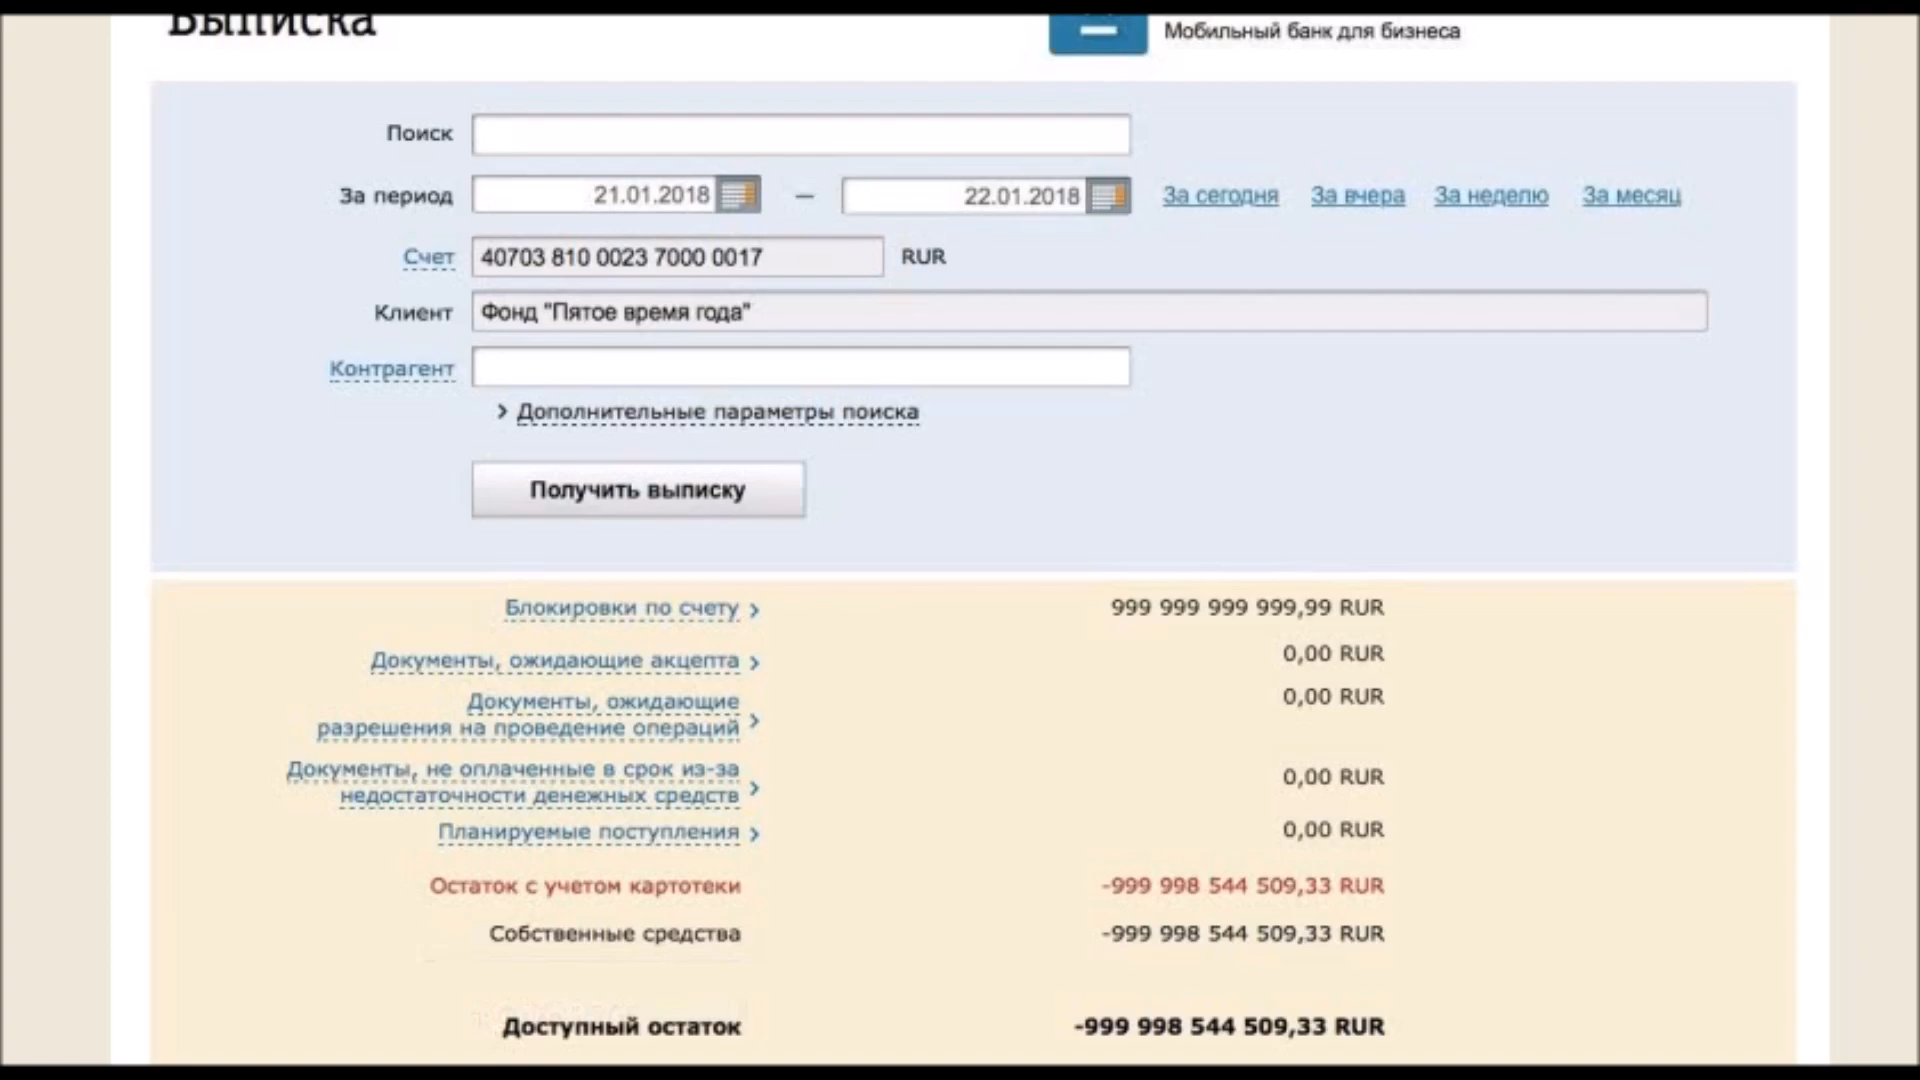 Выписка
Мобильный банк для бизнеса
Поиск
За период 21.01.2018 — 22.01.2018 За сегодня За вчера За неделю За месяц
Счет 40703 810 0023 7000 0017 RUR
Клиент Фонд "Пятое время года"
Контрагент
Дополнительные параметры поиска
Получить выписку
Блокировки по счету 999 999 999 999,99 RUR
Документы, ожидающие акцепта 0,00 RUR
Документы, ожидающие 0,00 RUR
разрешения на проведение операций
Документы, не оплаченные в срок из-за 0,00 RUR
недостаточности денежных средств
Планируемые поступления 0,00 RUR
Остаток с учетом картотеки -999 998 544 509,33 RUR
Собственные средства -999 998 544 509,33 RUR
Доступный остаток -999 998 544 509,33 RUR